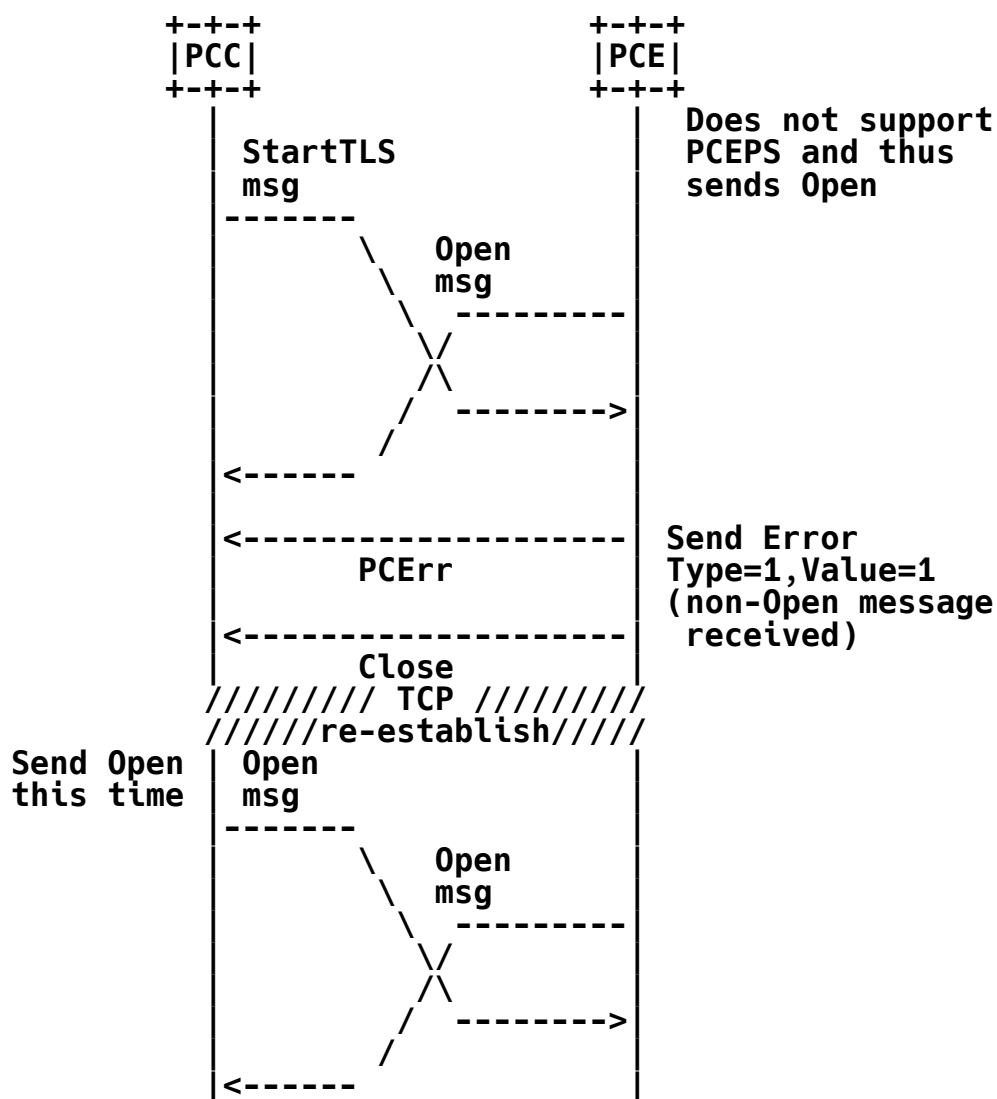 PCC PCE
Does not support
StartTLS PCEPS and thus
msg sends Open
Open
msg
Send Error
PCErr Type=1,Value=1
(non-Open message
received)
Close
///////// TCP /////////
//////re-establish/////
Send Open Open
this time msg
Open
msg